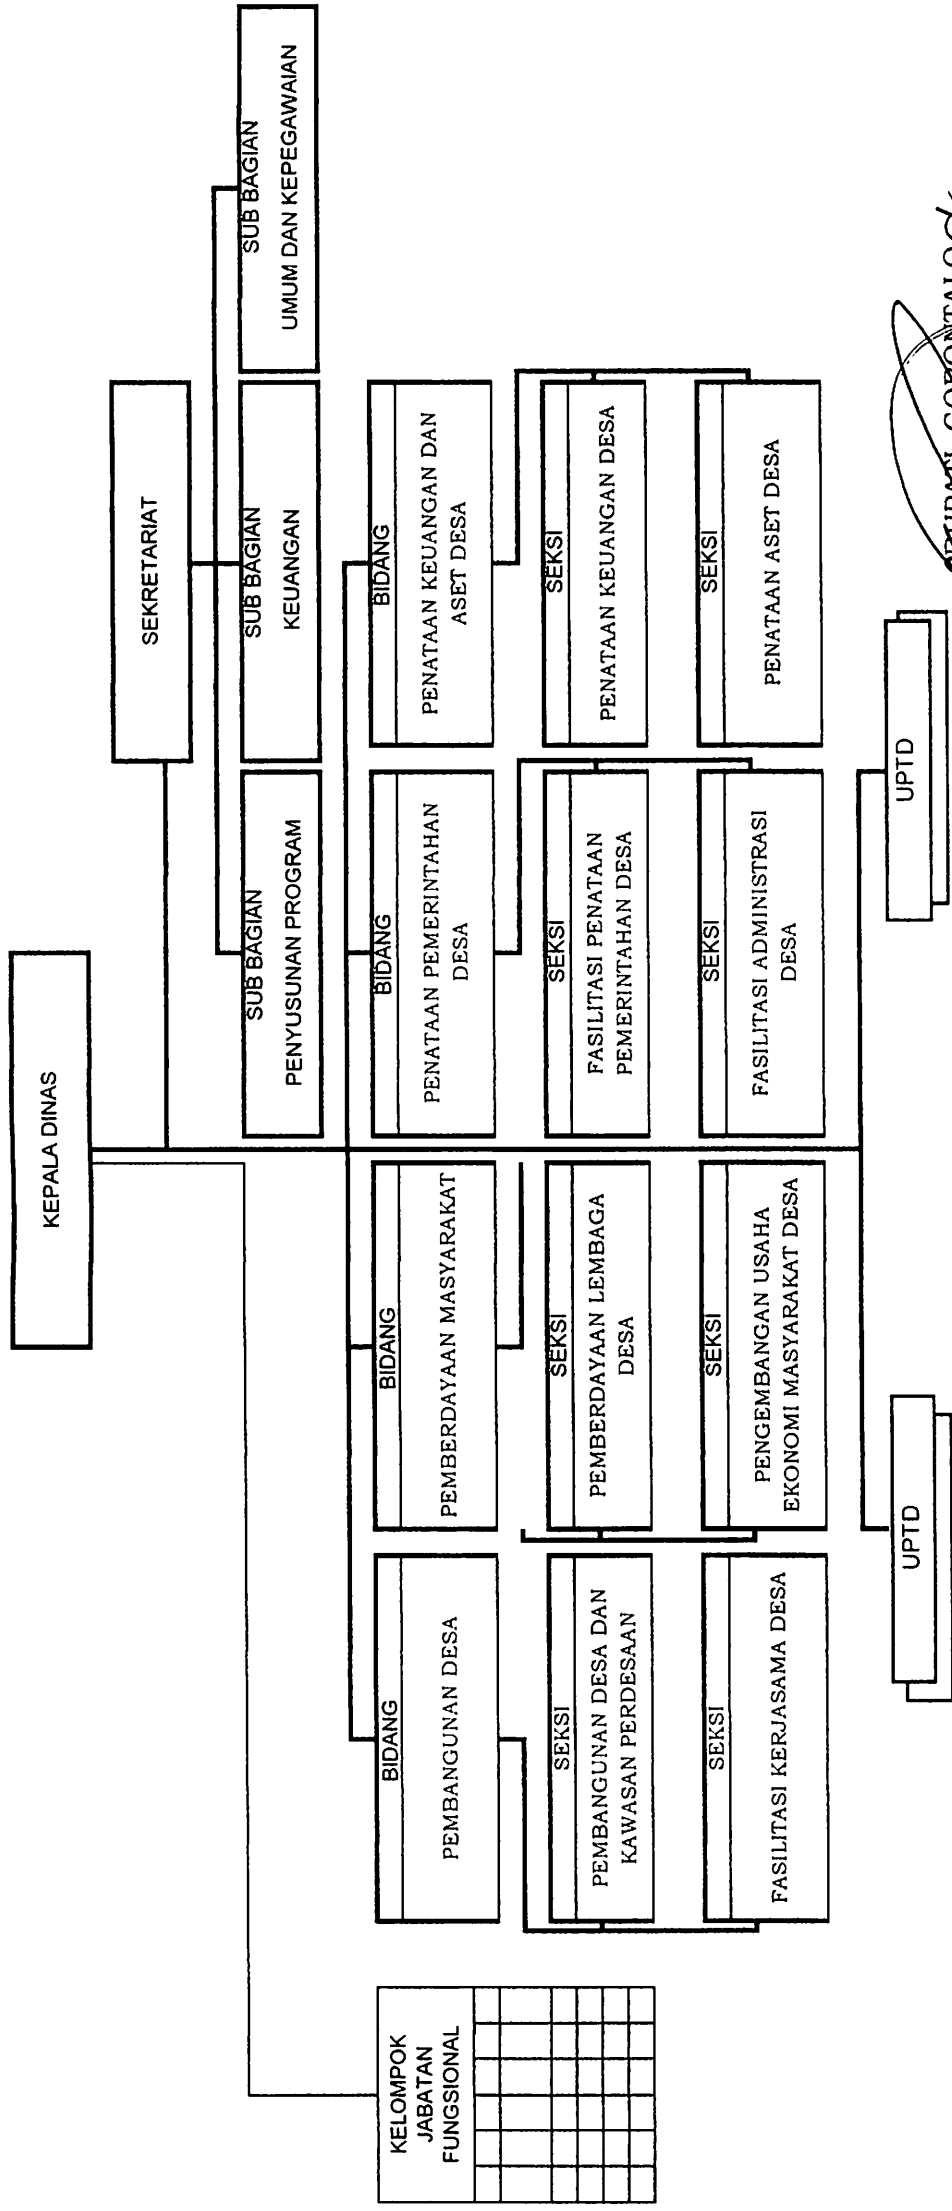 KEPALA DINAS
SEKRETARIAT
SUB BAGIAN
PENYUSUNAN PROGRAM
SUB BAGIAN
KEUANGAN
SUB BAGIAN
UMUM DAN KEPEGAWAIAN
KELOMPOK
JABATAN
FUNGSIONAL
BIDANG
PEMBANGUNAN DESA
BIDANG
PEMBERDAYAAN MASYARAKAT
BIDANG
PENATAAN PEMERINTAHAN
DESA
BIDANG
PENATAAN KEUANGAN DAN
ASET DESA
SEKSI
PEMBANGUNAN DESA DAN
KAWASAN PERDESAAN
SEKSI
PEMBERDAYAAN LEMBAGA
DESA
SEKSI
FASILITASI PENATAAN
PEMERINTAHAN DESA
SEKSI
PENATAAN KEUANGAN DESA
SEKSI
FASILITASI KERJASAMA DESA
SEKSI
PENGEMBANGAN USAHA
EKONOMI MASYARAKAT DESA
SEKSI
FASILITASI ADMINISTRASI
DESA
SEKSI
PENATAAN ASET DESA
UPTD
UPTD
GORONTALO